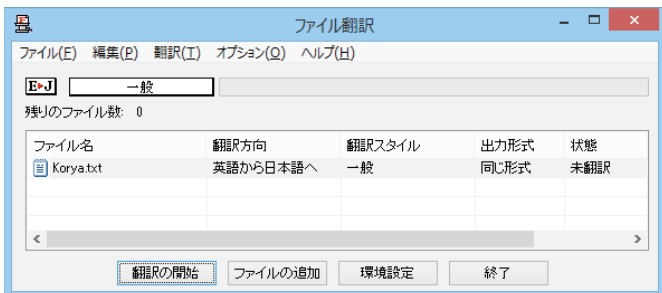 ファイル翻訳
ファイル(F) 編集(P) 翻訳(T) オプション(O) ヘルプ(H)
E▸J 一般
残りのファイル数: 0
ファイル名 翻訳方向 翻訳スタイル 出力形式 状態
Korya.txt 英語から日本語へ 一般 同じ形式 未翻訳
翻訳の開始 ファイルの追加 環境設定 終了